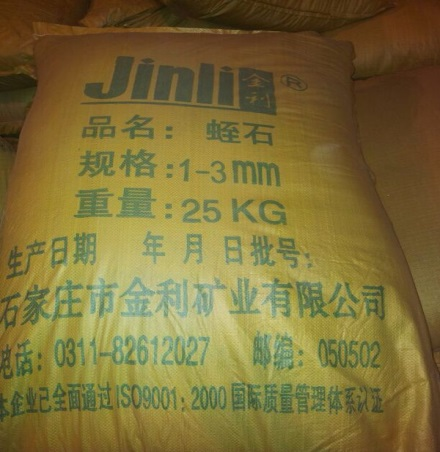 Jinli 金利 ®
品名：蛭石
规格：1-3mm
重量：25KG
生产日期 年 月 日批号：
石家庄市金利矿业有限公司
电话：0311-82612027 邮编：050502
本企业已全面通过ISO9001：2000国际质量管理体系认证